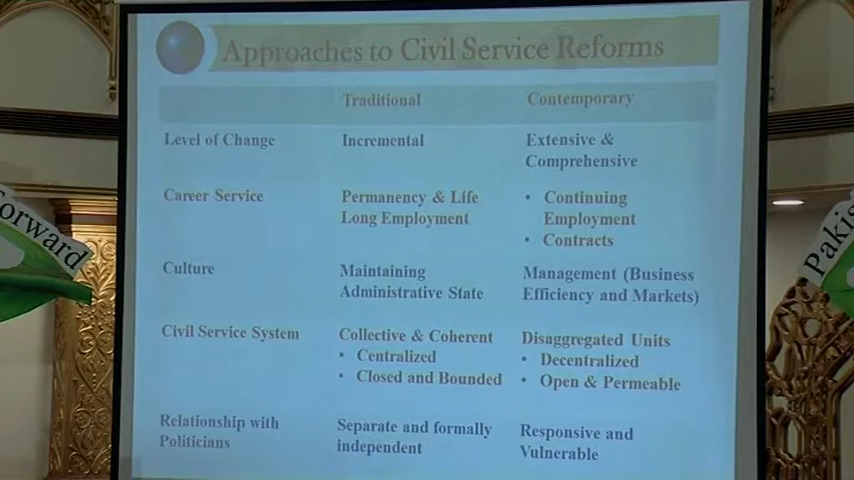 Approaches to Civil Service Reforms
Traditional Contemporary
Level of Change Incremental Extensive &
Comprehensive
Career Service Permanency & Life • Continuing
Long Employment Employment
• Contracts
Culture Maintaining Management (Business
Administrative State Efficiency and Markets)
Civil Service System Collective & Coherent Disaggregated Units
• Centralized • Decentralized
• Closed and Bounded • Open & Permeable
Relationship with Separate and formally Responsive and
Politicians independent Vulnerable
Forward